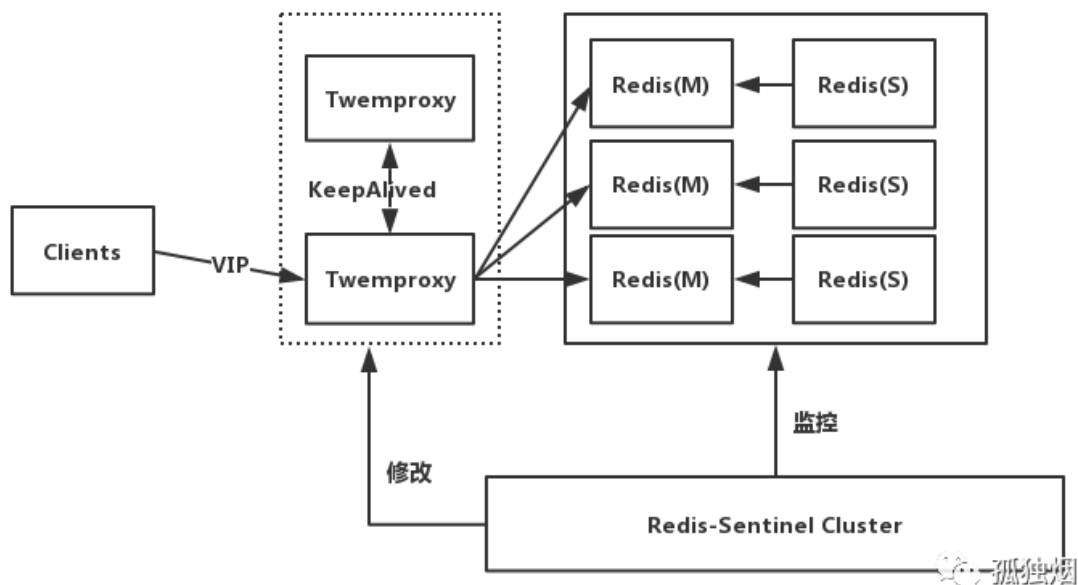 Twemproxy
Redis(M)
Redis(S)
KeepAlived
Redis(M)
Redis(S)
Clients
VIP
Twemproxy
Redis(M)
Redis(S)
监控
修改
Redis-Sentinel Cluster
孤独烟